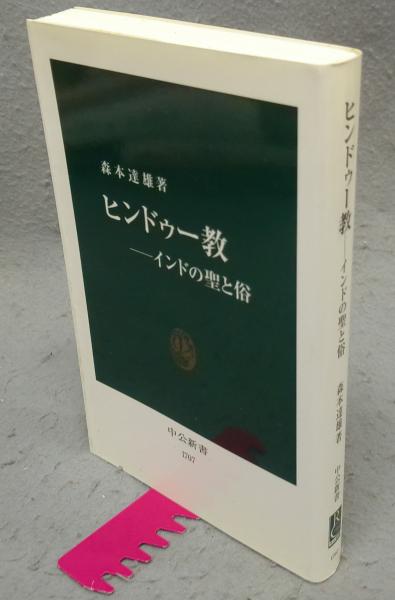 森本達雄著
ヒンドゥー教
―インドの聖と俗
中公新書
1707
ヒンドゥー教―インドの聖と俗
森本達雄著
中公新書